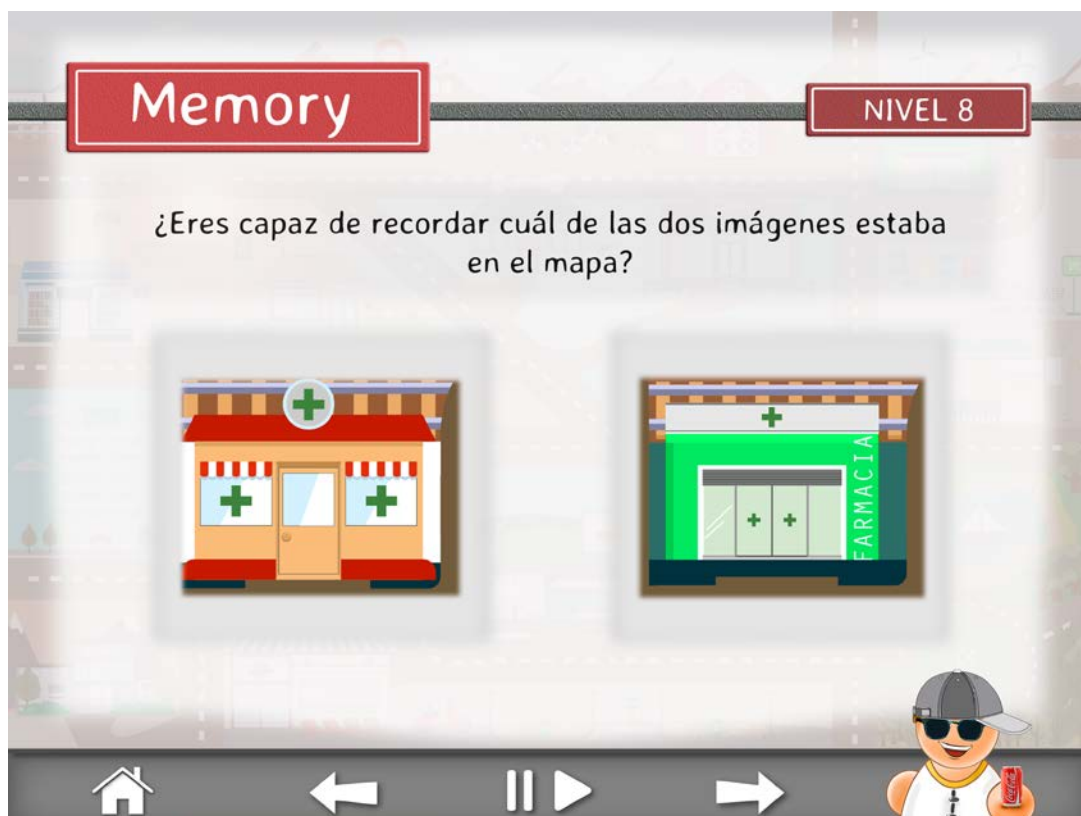 Memory
NIVEL 8
¿Eres capaz de recordar cuál de las dos imágenes estaba
en el mapa?
FARMACIA